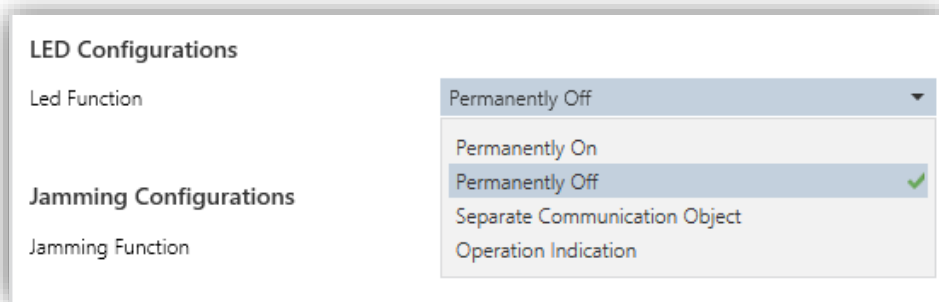 LED Configurations
Led Function
Permanently Off
Permanently On
Permanently Off
Separate Communication Object
Operation Indication
Jamming Configurations
Jamming Function